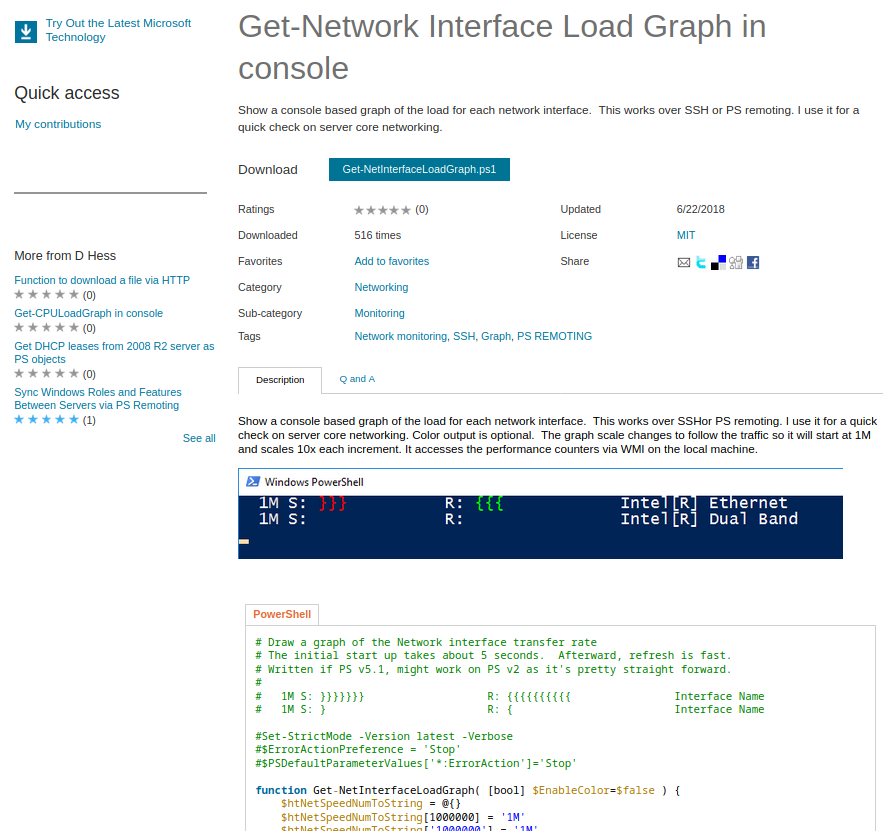 Try Out the Latest Microsoft
Technology
Quick access
My contributions
More from D Hess
Function to download a file via HTTP
(0)
Get-CPULoadGraph in console
(0)
Get DHCP leases from 2008 R2 server as
PS objects
(0)
Sync Windows Roles and Features
Between Servers via PS Remoting
(1)
See all
Get-Network Interface Load Graph in
console
Show a console based graph of the load for each network interface.  This works over SSH or PS remoting. I use it for a
quick check on server core networking.
Download Get-NetInterfaceLoadGraph.ps1
Ratings (0) Updated 6/22/2018
Downloaded 516 times License MIT
Favorites Add to favorites Share
Category Networking
Sub-category Monitoring
Tags Network monitoring, SSH, Graph, PS REMOTING
Description Q and A
Show a console based graph of the load for each network interface.  This works over SSHor PS remoting. I use it for a quick
check on server core networking. Color output is optional.  The graph scale changes to follow the traffic so it will start at 1M
and scales 10x each increment. It accesses the performance counters via WMI on the local machine.
Windows PowerShell
1M S: }}} R: {{{ Intel[R] Ethernet
1M S: R: Intel[R] Dual Band
PowerShell
# Draw a graph of the Network interface transfer rate
# The initial start up takes about 5 seconds.  Afterward, refresh is fast.
# Written if PS v5.1, might work on PS v2 as it's pretty straight forward.
#
#   1M S: }}}}}}} R: {{{{{{{{{{ Interface Name
#   1M S: } R: { Interface Name
#Set-StrictMode -Version latest -Verbose
#$ErrorActionPreference = 'Stop'
#$PSDefaultParameterValues['*:ErrorAction']='Stop'
function Get-NetInterfaceLoadGraph( [bool] $EnableColor=$false ) {
$htNetSpeedNumToString = @{}
$htNetSpeedNumToString[1000000] = '1M'
$htNetSpeedNumToString['1000000'] = '1M'